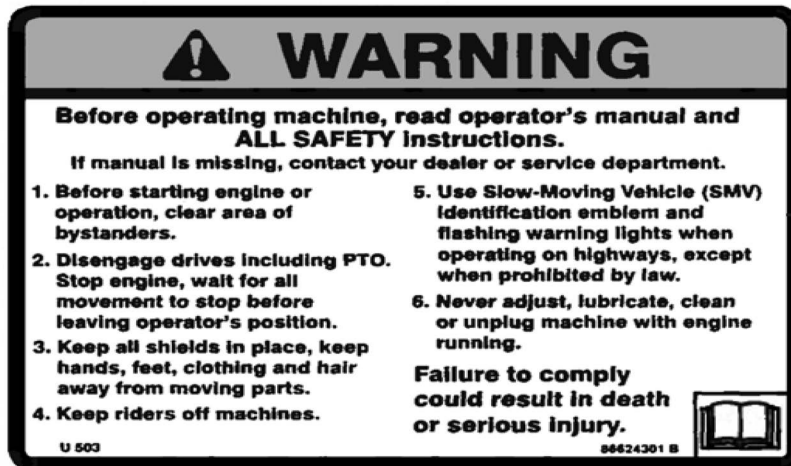 WARNING
Before operating machine, read operator's manual and
ALL SAFETY instructions.
If manual is missing, contact your dealer or service department.
1. Before starting engine or
operation, clear area of
bystanders.
2. Disengage drives including PTO.
Stop engine, wait for all
movement to stop before
leaving operator's position.
3. Keep all shields in place, keep
hands, feet, clothing and hair
away from moving parts.
4. Keep riders off machines.
U 503
5. Use Slow-Moving Vehicle (SMV)
identification emblem and
flashing warning lights when
operating on highways, except
when prohibited by law.
6. Never adjust, lubricate, clean
or unplug machine with engine
running.
Failure to comply
could result in death
or serious injury.
86624301 B